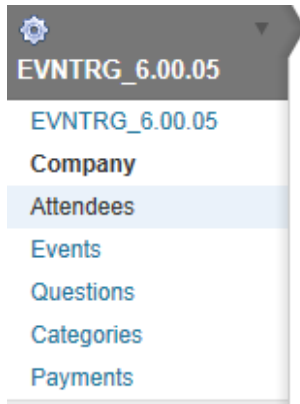 EVNTRG_6.00.05
EVNTRG_6.00.05
Company
Attendees
Events
Questions
Categories
Payments